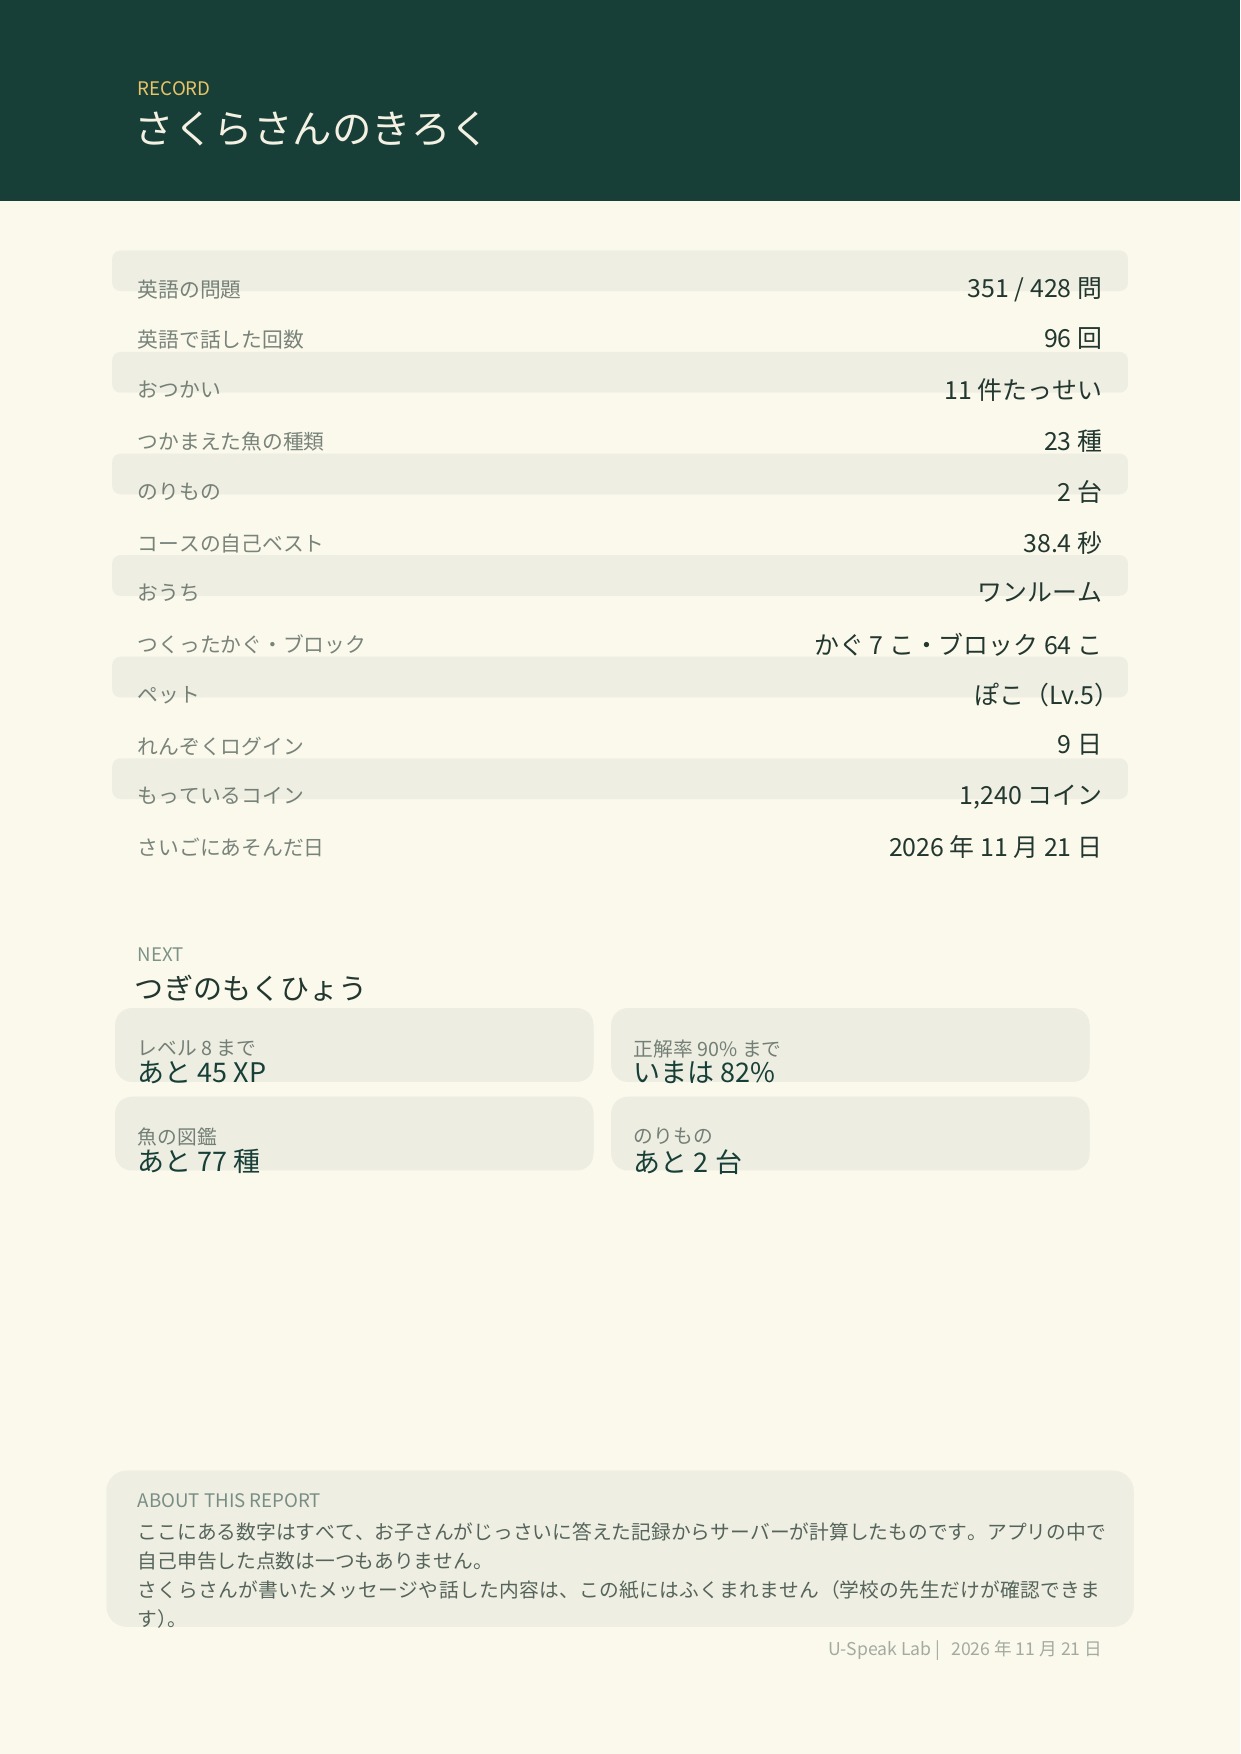 RECORD
さくらさんのきろく
英語の問題 351 / 428 問
英語で話した回数 96 回
おつかい 11 件たっせい
つかまえた魚の種類 23 種
のりもの 2 台
コースの自己ベスト 38.4 秒
おうち ワンルーム
つくったかぐ・ブロック かぐ 7 こ・ブロック 64 こ
ペット ぽこ（Lv.5）
れんぞくログイン 9 日
もっているコイン 1,240 コイン
さいごにあそんだ日 2026 年 11 月 21 日
NEXT
つぎのもくひょう
レベル 8 まで
あと 45 XP
正解率 90% まで
いまは 82%
魚の図鑑
あと 77 種
のりもの
あと 2 台
ABOUT THIS REPORT
ここにある数字はすべて、お子さんがじっさいに答えた記録からサーバーが計算したものです。アプリの中で
自己申告した点数は一つもありません。
さくらさんが書いたメッセージや話した内容は、この紙にはふくまれません（学校の先生だけが確認できま
す）。
U-Speak Lab | 2026 年 11 月 21 日